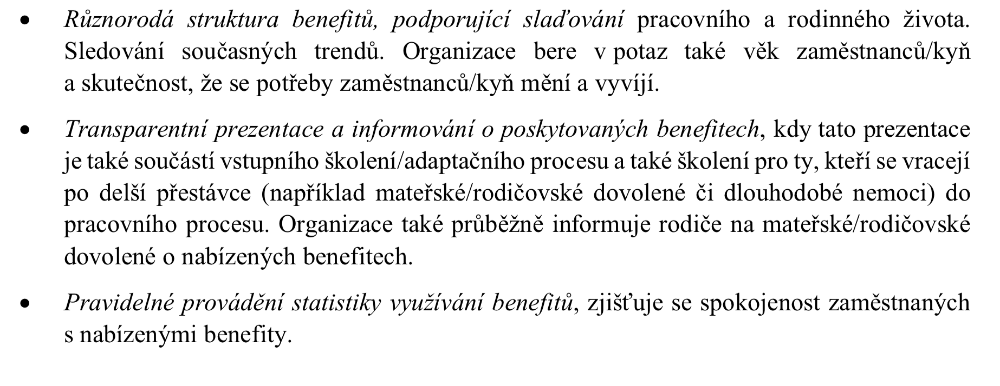 • Různorodá struktura benefitů, podporující slaďování pracovního a rodinného života.
Sledování současných trendů. Organizace bere v potaz také věk zaměstnanců/kyň
a skutečnost, že se potřeby zaměstnanců/kyň mění a vyvíjí.
• Transparentní prezentace a informování o poskytovaných benefitech, kdy tato prezentace
je také součástí vstupního školení/adaptačního procesu a také školení pro ty, kteří se vracejí
po delší přestávce (například mateřské/rodičovské dovolené či dlouhodobé nemoci) do
pracovního procesu. Organizace také průběžně informuje rodiče na mateřské/rodičovské
dovolené o nabízených benefitech.
• Pravidelné provádění statistiky využívání benefitů, zjišťuje se spokojenost zaměstnaných
s nabízenými benefity.